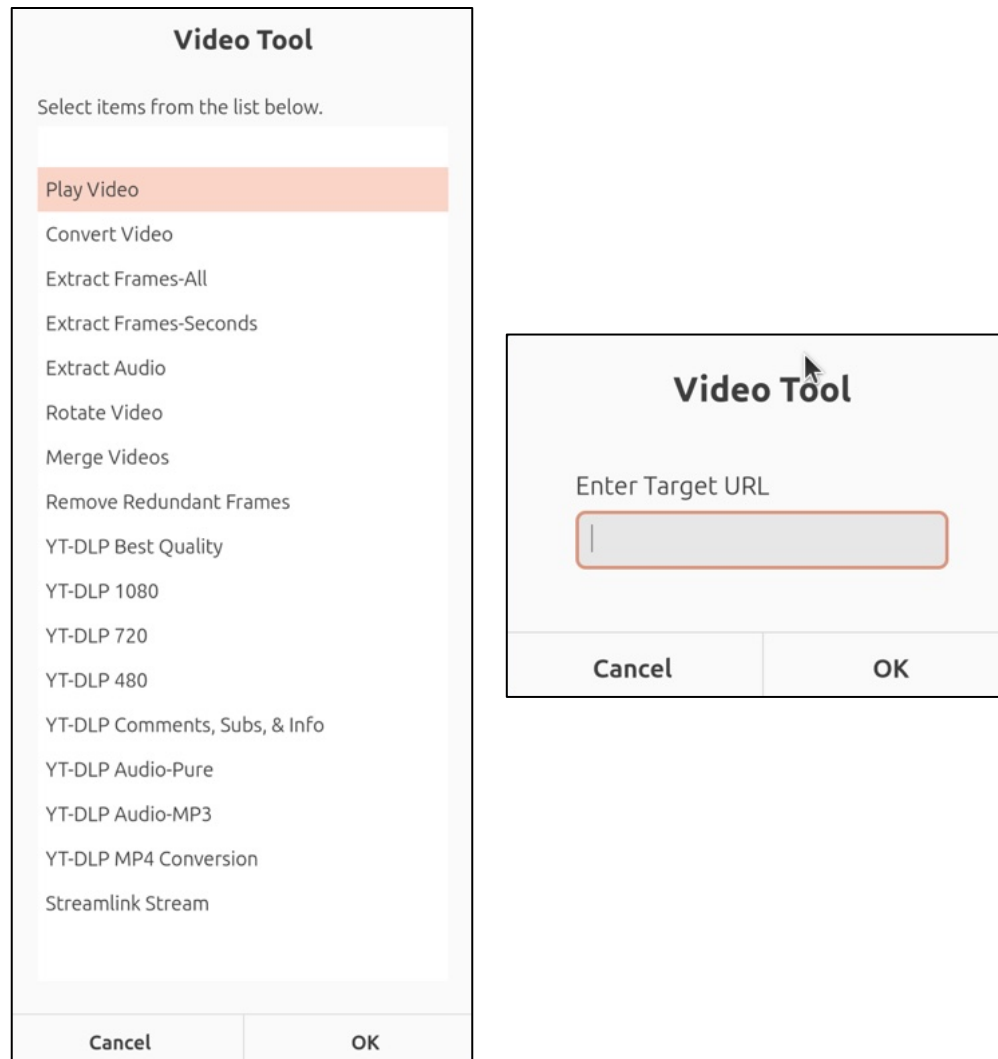 Video Tool
Select items from the list below.
Play Video
Convert Video
Extract Frames-All
Extract Frames-Seconds
Extract Audio
Rotate Video
Merge Videos
Remove Redundant Frames
YT-DLP Best Quality
YT-DLP 1080
YT-DLP 720
YT-DLP 480
YT-DLP Comments, Subs, & Info
YT-DLP Audio-Pure
YT-DLP Audio-MP3
YT-DLP MP4 Conversion
Streamlink Stream
Cancel OK
Video Tool
Enter Target URL
Cancel OK